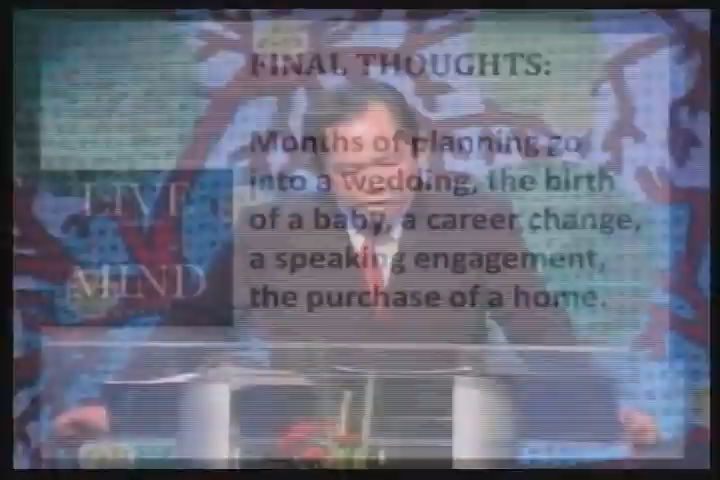 FINAL THOUGHTS:
Months of planning go
into a wedding, the birth
of a baby, a career change,
a speaking engagement,
the purchase of a home.
LIVE
MIND